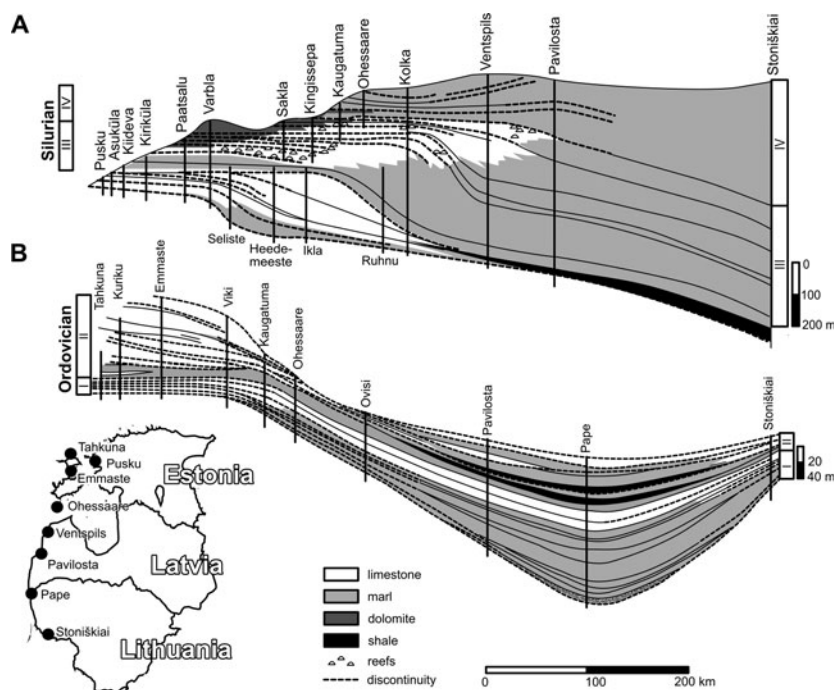 A
Silurian
IV
III
Pusku
Asuküla
Kiideva
Kiriküla
Paatsalu
Varbla
Sakla
Kingissepa
Kaugatuma
Ohessaare
Kolka
Ventspils
Pavilosta
Stoniškiai
IV
III
0
100
200 m
Seliste
Heede-
meeste
Ikla
Ruhnu
B
Ordovician
II
I
Tahkuna
Kuriku
Emmaste
Viki
Kaugatuma
Ohessaare
Ovisi
Pavilosta
Pape
Stoniškiai
II
I
20
40 m
Tahkuna
Pusku
Emmaste
Estonia
Ohessaare
Ventspils
Pavilosta
Latvia
Pape
Stoniškiai
Lithuania
limestone
marl
dolomite
shale
reefs
discontinuity
0 100 200 km